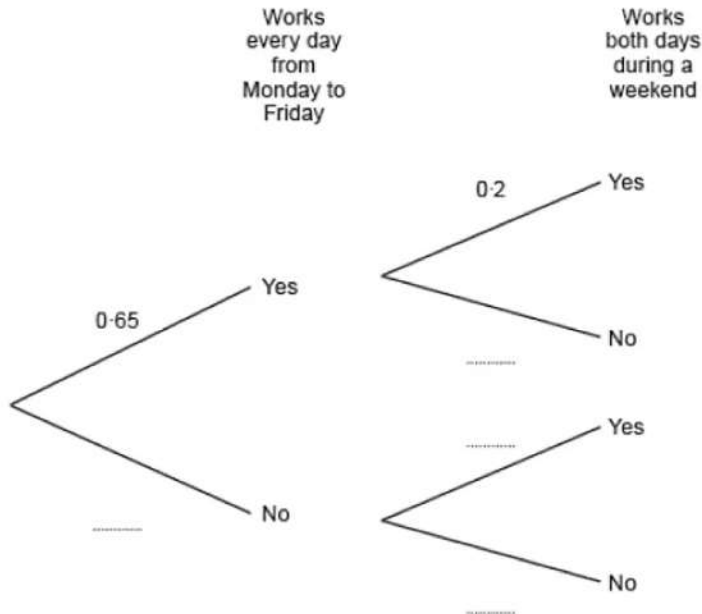 Works
every day
from
Monday to
Friday
Works
both days
during a
weekend
0·2
Yes
0·65
Yes
No
Yes
No
No